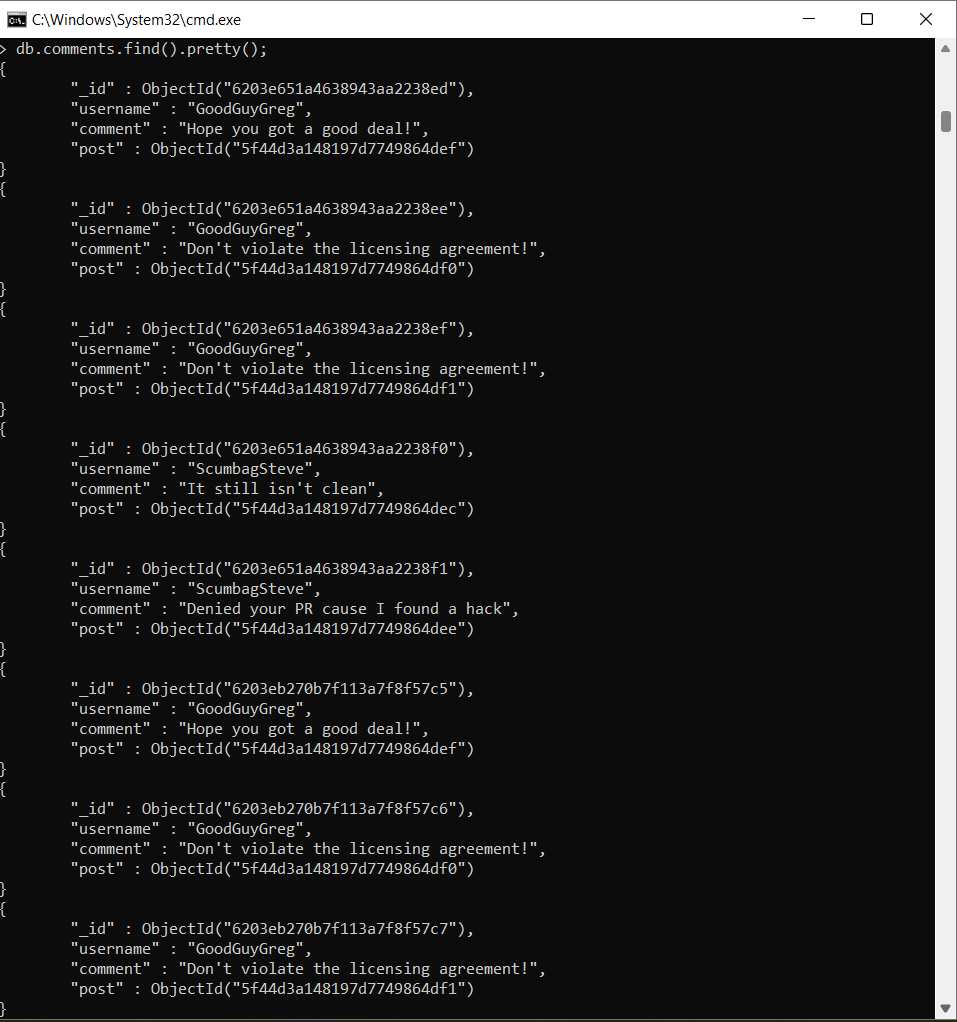 C:\Windows\System32\cmd.exe
> db.comments.find().pretty();
{
        "_id" : ObjectId("6203e651a4638943aa2238ed"),
        "username" : "GoodGuyGreg",
        "comment" : "Hope you got a good deal!",
        "post" : ObjectId("5f44d3a148197d7749864def")
}
{
        "_id" : ObjectId("6203e651a4638943aa2238ee"),
        "username" : "GoodGuyGreg",
        "comment" : "Don't violate the licensing agreement!",
        "post" : ObjectId("5f44d3a148197d7749864df0")
}
{
        "_id" : ObjectId("6203e651a4638943aa2238ef"),
        "username" : "GoodGuyGreg",
        "comment" : "Don't violate the licensing agreement!",
        "post" : ObjectId("5f44d3a148197d7749864df1")
}
{
        "_id" : ObjectId("6203e651a4638943aa2238f0"),
        "username" : "ScumbagSteve",
        "comment" : "It still isn't clean",
        "post" : ObjectId("5f44d3a148197d7749864dec")
}
{
        "_id" : ObjectId("6203e651a4638943aa2238f1"),
        "username" : "ScumbagSteve",
        "comment" : "Denied your PR cause I found a hack",
        "post" : ObjectId("5f44d3a148197d7749864dee")
}
{
        "_id" : ObjectId("6203eb270b7f113a7f8f57c5"),
        "username" : "GoodGuyGreg",
        "comment" : "Hope you got a good deal!",
        "post" : ObjectId("5f44d3a148197d7749864def")
}
{
        "_id" : ObjectId("6203eb270b7f113a7f8f57c6"),
        "username" : "GoodGuyGreg",
        "comment" : "Don't violate the licensing agreement!",
        "post" : ObjectId("5f44d3a148197d7749864df0")
}
{
        "_id" : ObjectId("6203eb270b7f113a7f8f57c7"),
        "username" : "GoodGuyGreg",
        "comment" : "Don't violate the licensing agreement!",
        "post" : ObjectId("5f44d3a148197d7749864df1")
}